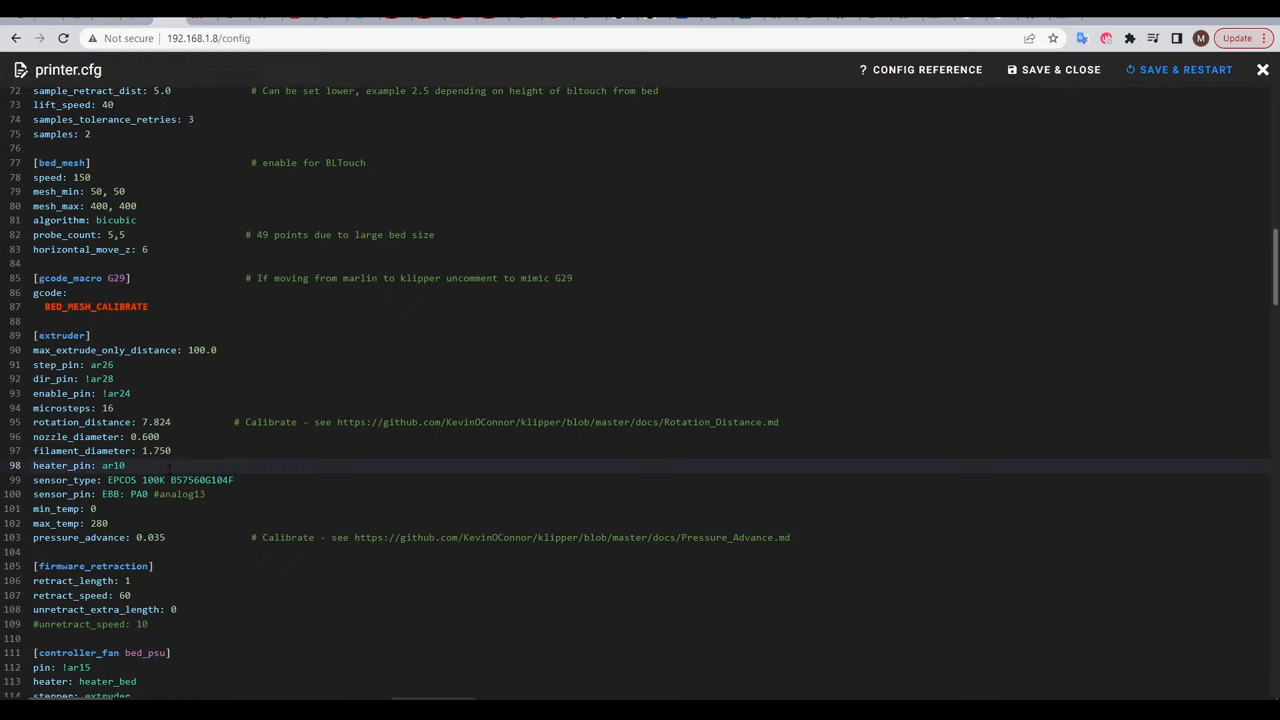 Not secure 192.168.1.8/config M Update
printer.cfg ? CONFIG REFERENCE SAVE & CLOSE SAVE & RESTART
72 sample_retract_dist: 5.0 # Can be set lower, example 2.5 depending on height of bltouch from bed
73 lift_speed: 40
74 samples_tolerance_retries: 3
75 samples: 2
76
77 [bed_mesh] # enable for BLTouch
78 speed: 150
79 mesh_min: 50, 50
80 mesh_max: 400, 400
81 algorithm: bicubic
82 probe_count: 5,5 # 49 points due to large bed size
83 horizontal_move_z: 6
84
85 [gcode_macro G29] # If moving from marlin to klipper uncomment to mimic G29
86 gcode:
87 BED_MESH_CALIBRATE
88
89 [extruder]
90 max_extrude_only_distance: 100.0
91 step_pin: ar26
92 dir_pin: !ar28
93 enable_pin: !ar24
94 microsteps: 16
95 rotation_distance: 7.824 # Calibrate - see https://github.com/KevinOConnor/klipper/blob/master/docs/Rotation_Distance.md
96 nozzle_diameter: 0.600
97 filament_diameter: 1.750
98 heater_pin: ar10
99 sensor_type: EPCOS 100K B57560G104F
100 sensor_pin: EBB: PA0 #analog13
101 min_temp: 0
102 max_temp: 280
103 pressure_advance: 0.035 # Calibrate - see https://github.com/KevinOConnor/klipper/blob/master/docs/Pressure_Advance.md
104
105 [firmware_retraction]
106 retract_length: 1
107 retract_speed: 60
108 unretract_extra_length: 0
109 #unretract_speed: 10
110
111 [controller_fan bed_psu]
112 pin: !ar15
113 heater: heater_bed
114 stepper: extruder